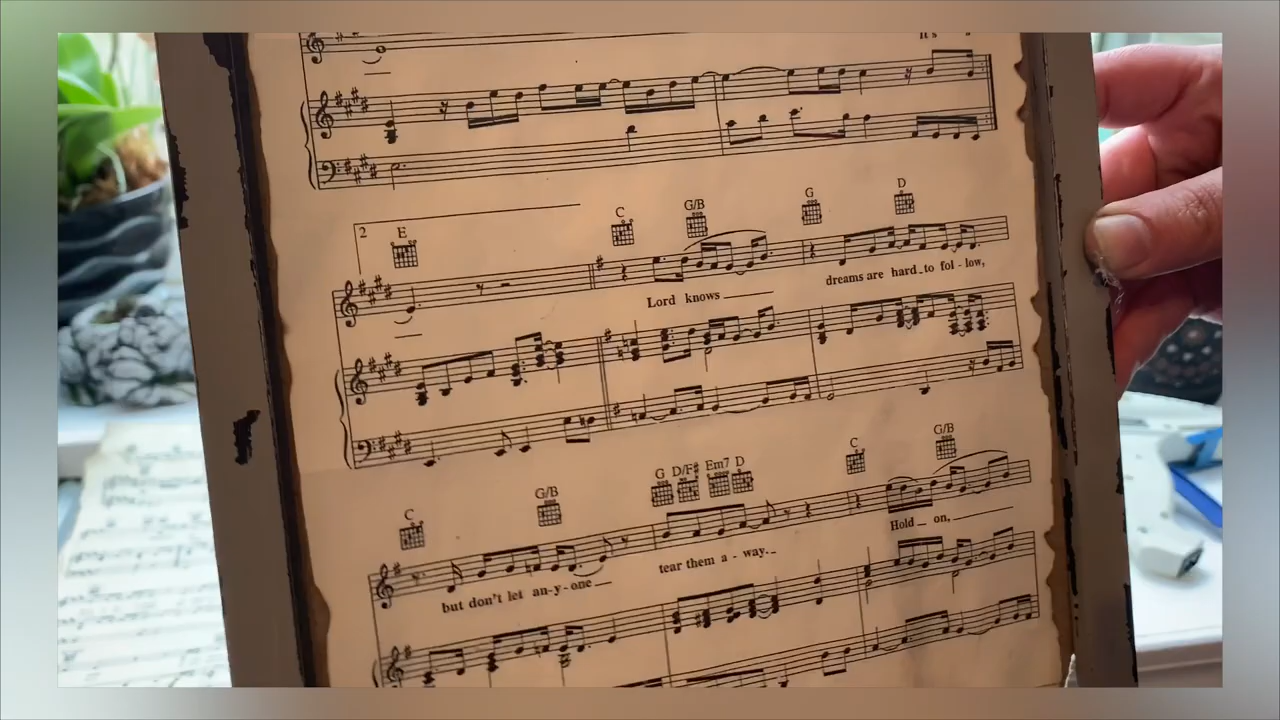 It's a
2 E C G/B G D
Lord knows dreams are hard to fol - low,
C G/B G D/F# Em7 D C G/B
but don't let an-y-one tear them a - way. Hold on,